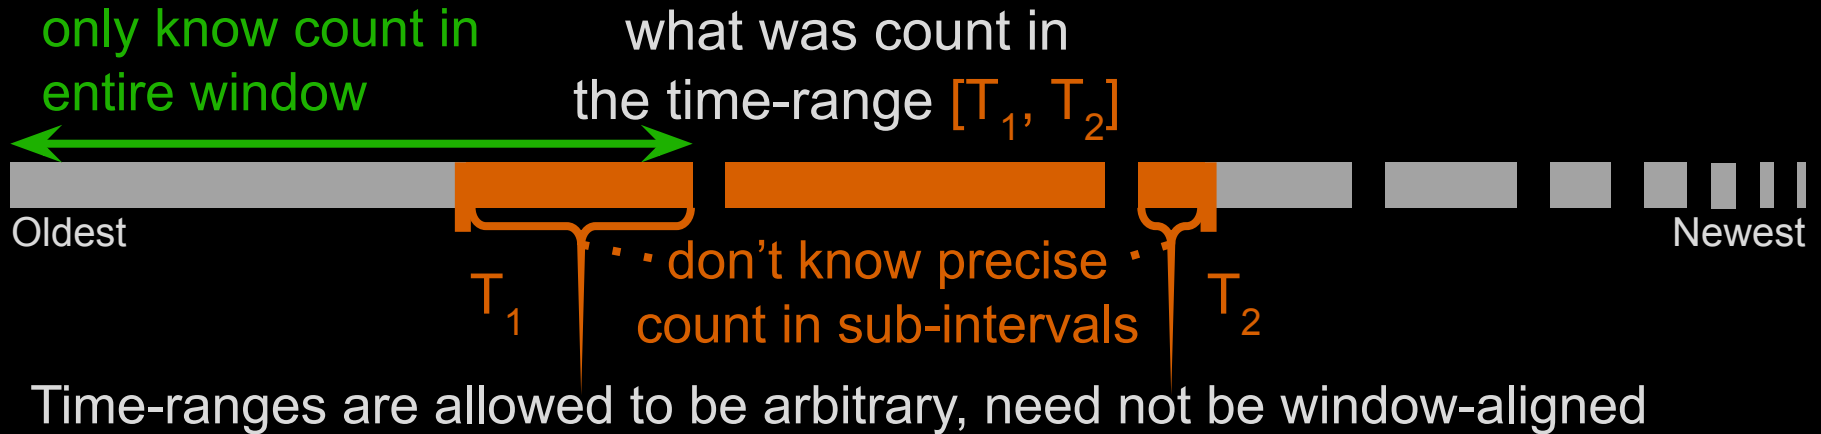 only know count in
entire window
what was count in
the time-range [T1, T2]
Oldest
Newest
T1
don’t know precise
count in sub-intervals
T2
Time-ranges are allowed to be arbitrary, need not be window-aligned